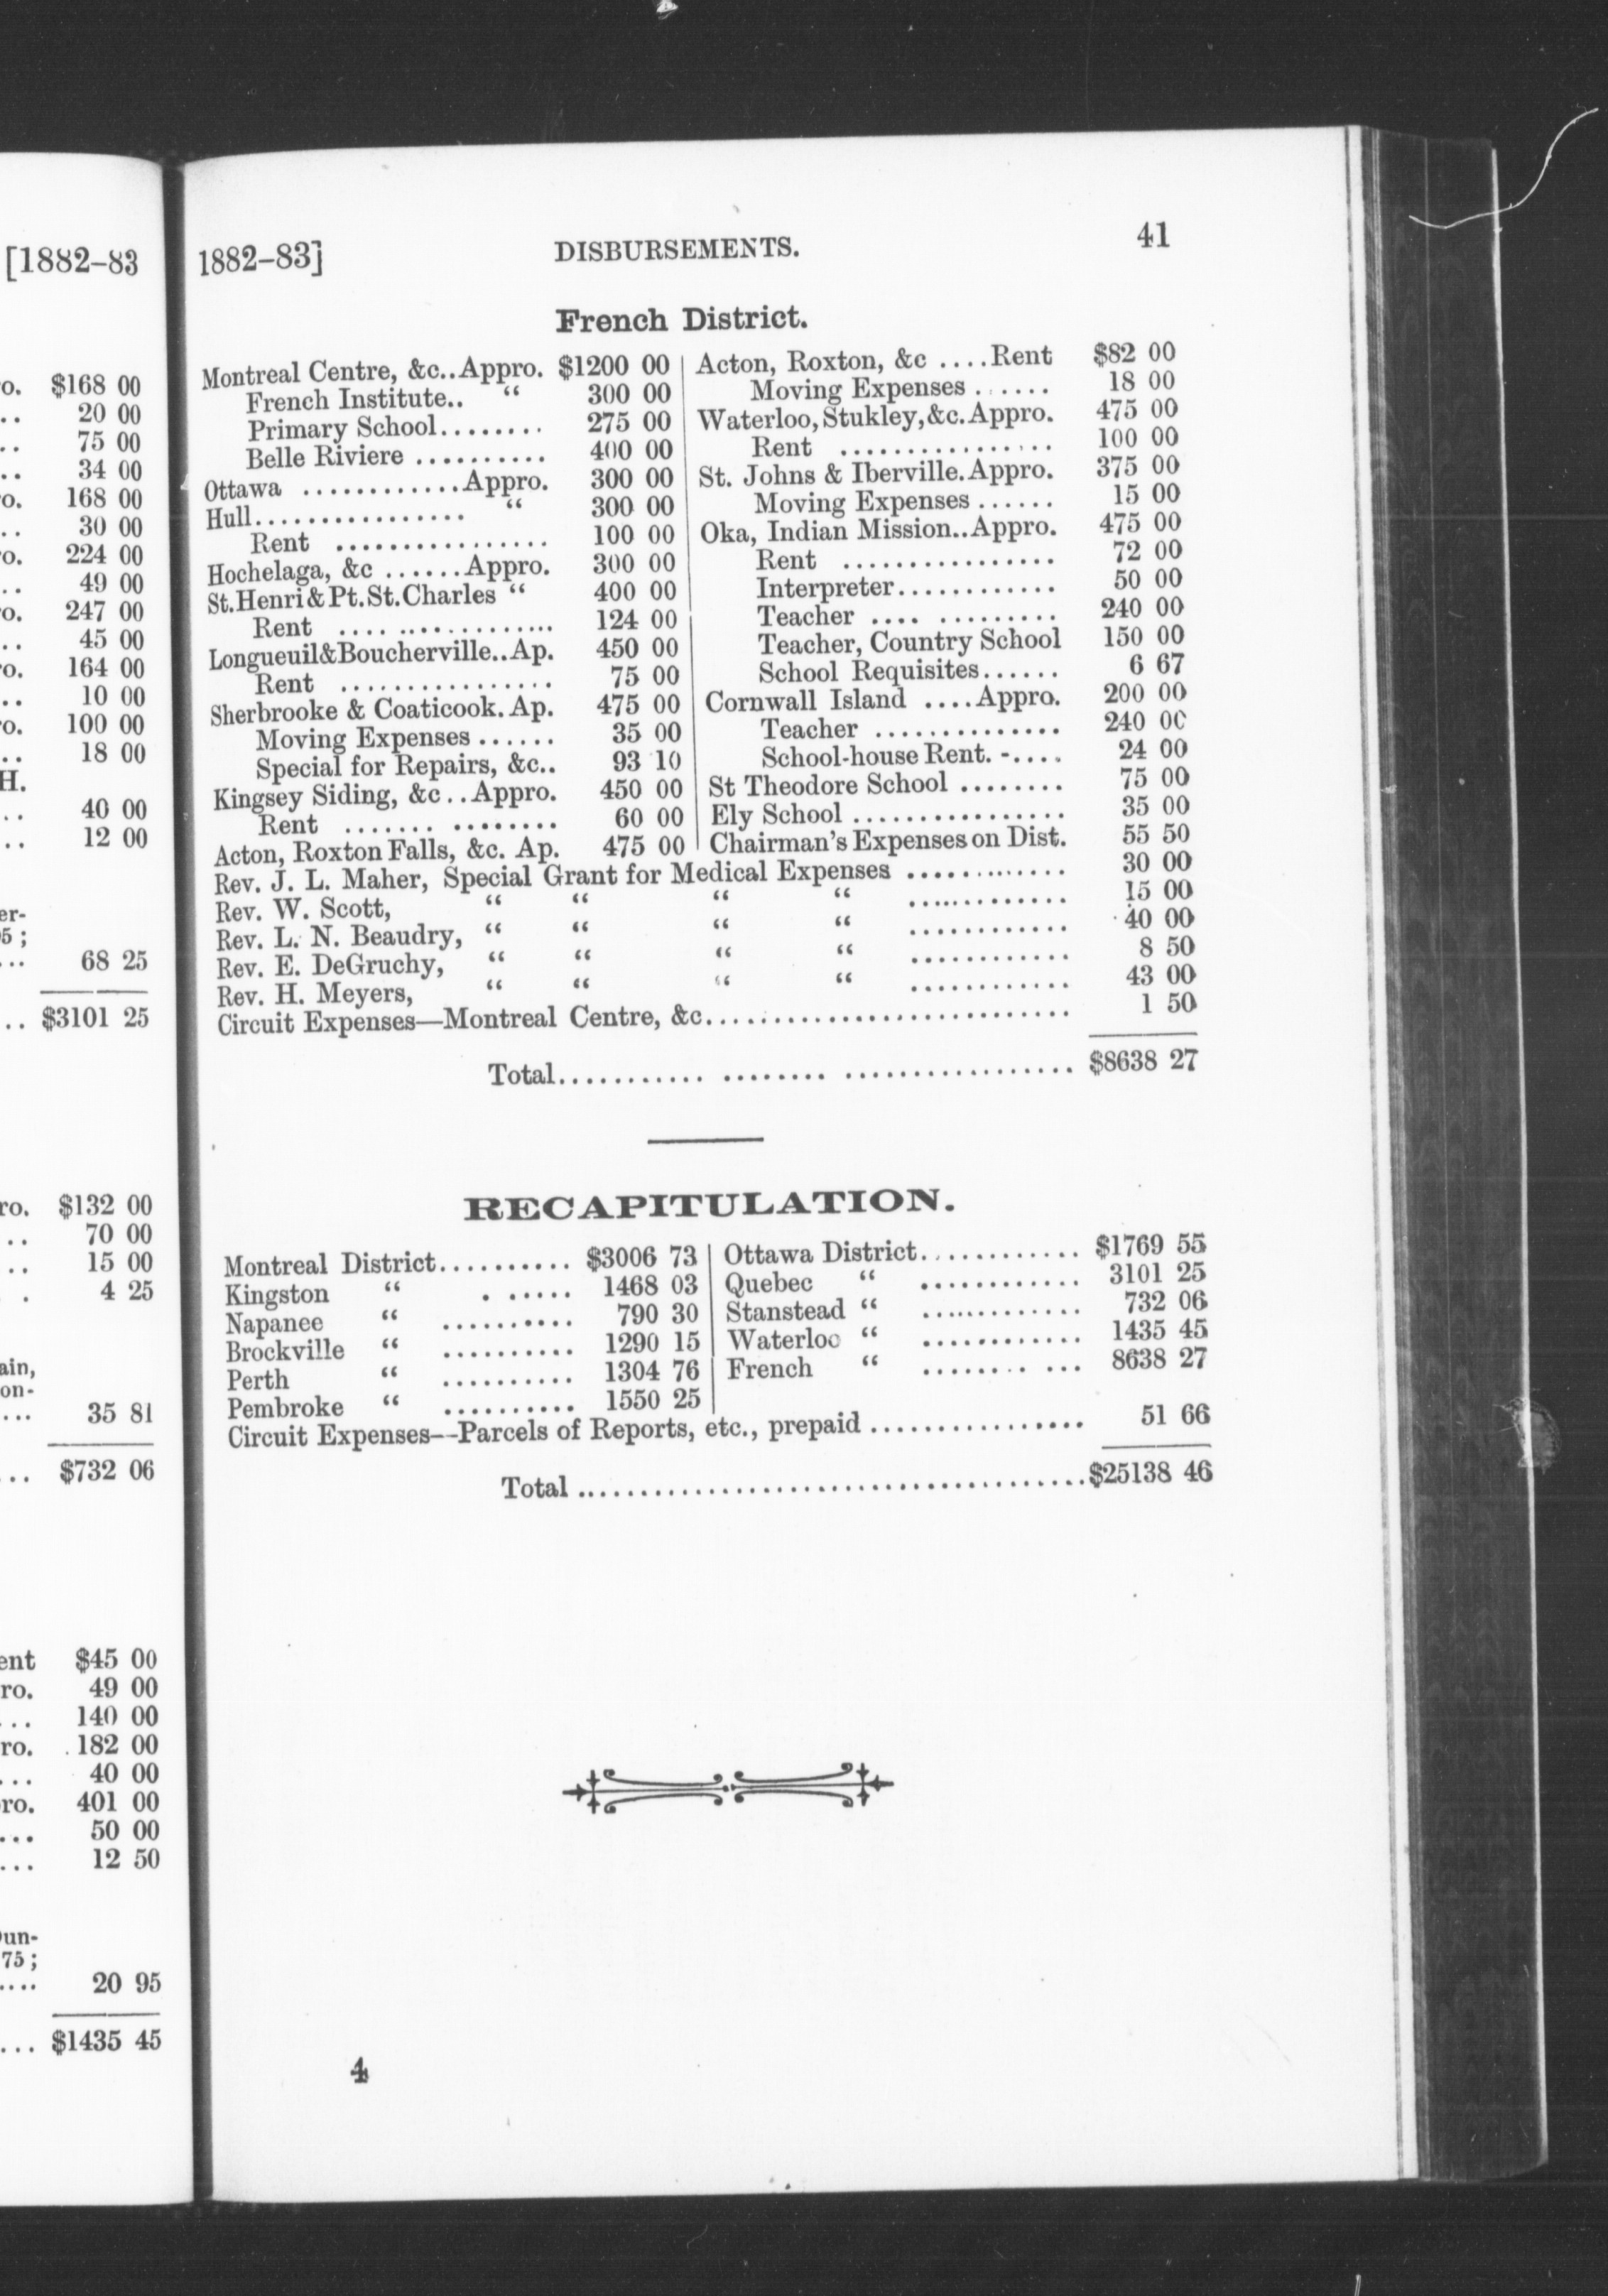 [1882-83
o. $168 00
.. 20 00
.. 75 00
.. 34 00
o. 168 00
.. 30 00
o. 224 00
.. 49 00
o. 247 00
.. 45 00
o. 164 00
.. 10 00
o. 100 00
.. 18 00
H.
.. 40 00
.. 12 00
er-
5 ;
... 68 25
.. $3101 25
ro. $132 00
.. 70 00
.. 15 00
. 4 25
ain,
on-
... 35 81
... $732 06
ent $45 00
ro. 49 00
... 140 00
ro. 182 00
... 40 00
ro. 401 00
... 50 00
... 12 50
un-
75 ;
.... 20 95
... $1435 45
1882-83] DISBURSEMENTS. 41
French District.
Montreal Centre, &c..Appro. $1200 00
French Institute.. “ 300 00
Primary School........ 275 00
Belle Riviere .......... 400 00
Ottawa ............Appro. 300 00
Hull................ “ 300 00
Rent ................ 100 00
Hochelaga, &c ......Appro. 300 00
St.Henri & Pt.St.Charles “ 400 00
Rent ................ 124 00
Longueuil&Boucherville..Ap. 450 00
Rent ................ 75 00
Sherbrooke & Coaticook. Ap. 475 00
Moving Expenses ...... 35 00
Special for Repairs, &c.. 93 10
Kingsey Siding, &c .. Appro. 450 00
Rent ....... ........ 60 00
Acton, Roxton Falls, &c. Ap. 475 00
Acton, Roxton, &c ....Rent $82 00
Moving Expenses ...... 18 00
Waterloo, Stukley,&c.Appro. 475 00
Rent ................ 100 00
St. Johns & Iberville.Appro. 375 00
Moving Expenses ...... 15 00
Oka, Indian Mission..Appro. 475 00
Rent ................ 72 00
Interpreter............ 50 00
Teacher .... ......... 240 00
Teacher, Country School 150 00
School Requisites...... 6 67
Cornwall Island ....Appro. 200 00
Teacher .............. 240 00
School-house Rent. -.... 24 00
St Theodore School ........ 75 00
Ely School ................ 35 00
Chairman's Expenses on Dist. 55 50
Rev. J. L. Maher, Special Grant for Medical Expenses ............ 30 00
Rev. W. Scott, “ “ “ “ ............ 15 00
Rev. L. N. Beaudry, “ “ “ “ ............ 40 00
Rev. E. DeGruchy, “ “ “ “ ............ 8 50
Rev. H. Meyers, “ “ “ “ ............ 43 00
Circuit Expenses—Montreal Centre, &c........................... 1 50
Total........... ........ ................. $8638 27
RECAPITULATION.
Montreal District.......... $3006 73
Kingston “ . ..... 1468 03
Napanee “ .......... 790 30
Brockville “ .......... 1290 15
Perth “ .......... 1304 76
Pembroke “ .......... 1550 25
Ottawa District............ $1769 55
Quebec “ ............ 3101 25
Stanstead “ ............ 732 06
Waterloo “ ............ 1435 45
French “ ........ ... 8638 27
Circuit Expenses--Parcels of Reports, etc., prepaid ................ 51 66
Total ....................................$25138 46
4